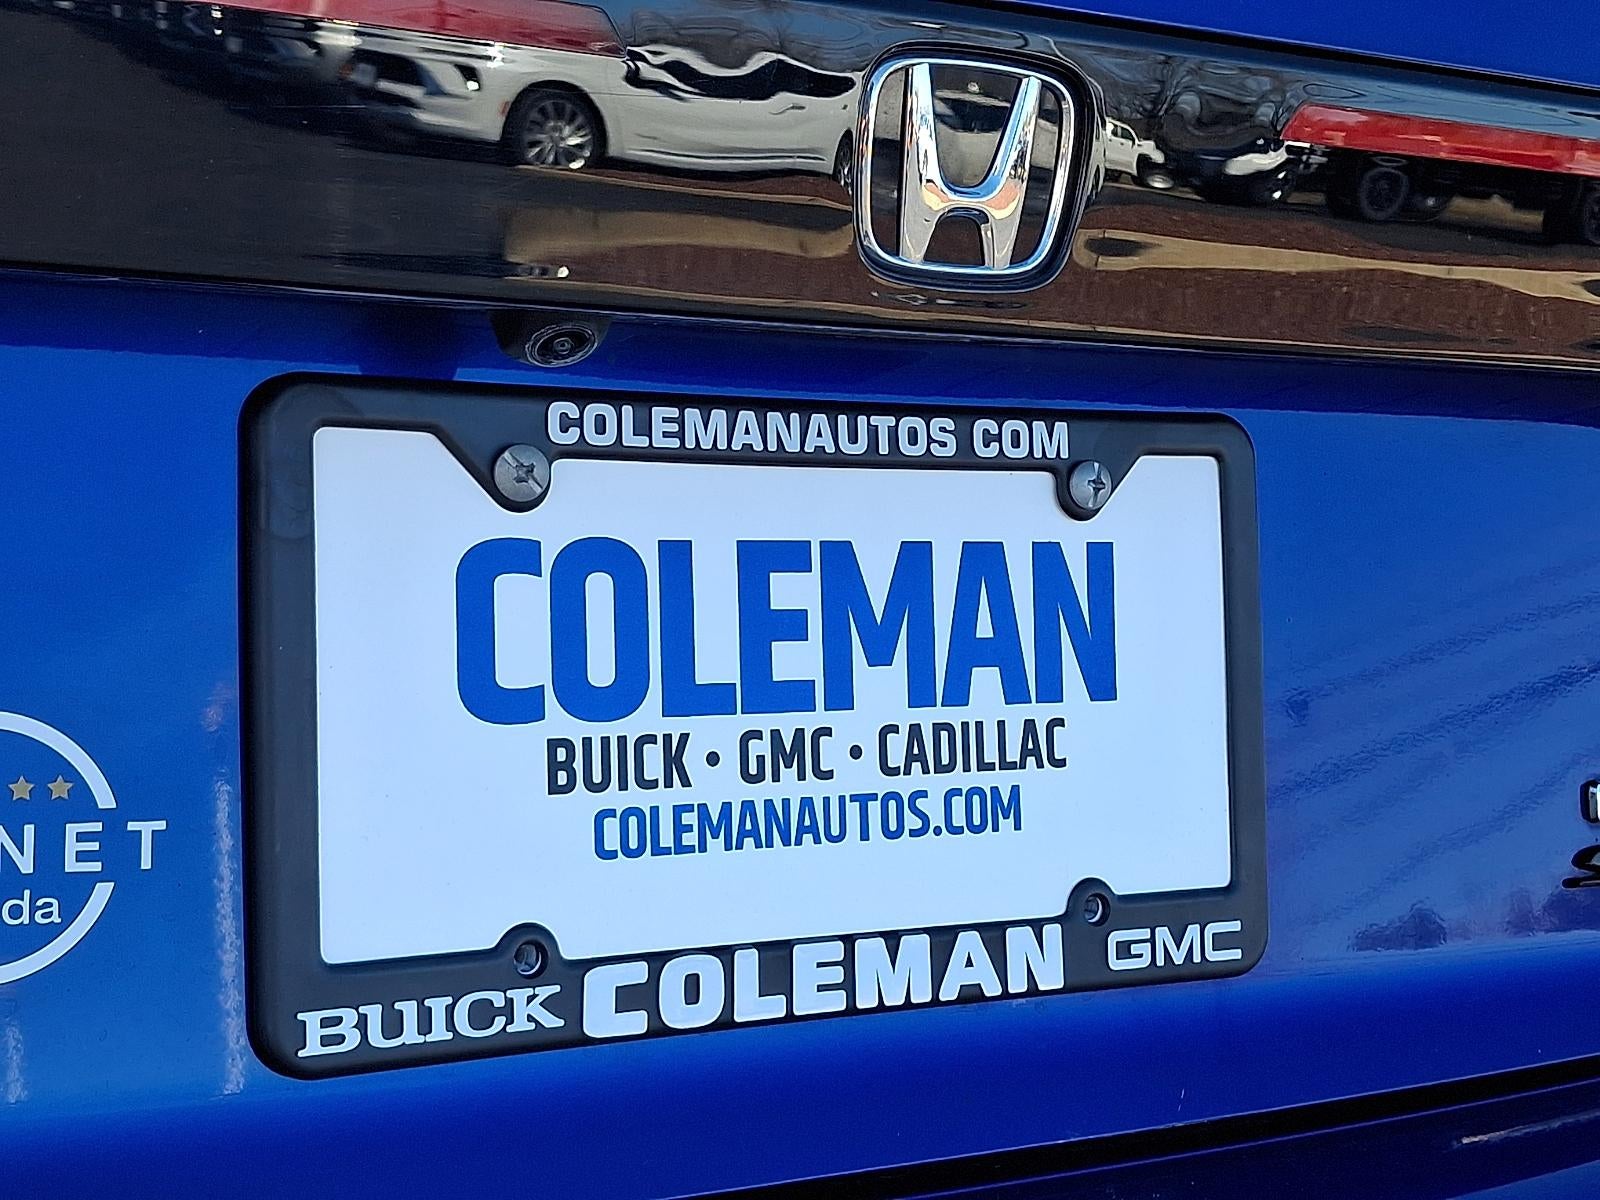 COLEMANAUTOS COM
COLEMAN
BUICK • GMC • CADILLAC
COLEMANAUTOS.COM
BUICK COLEMAN GMC
NET
da